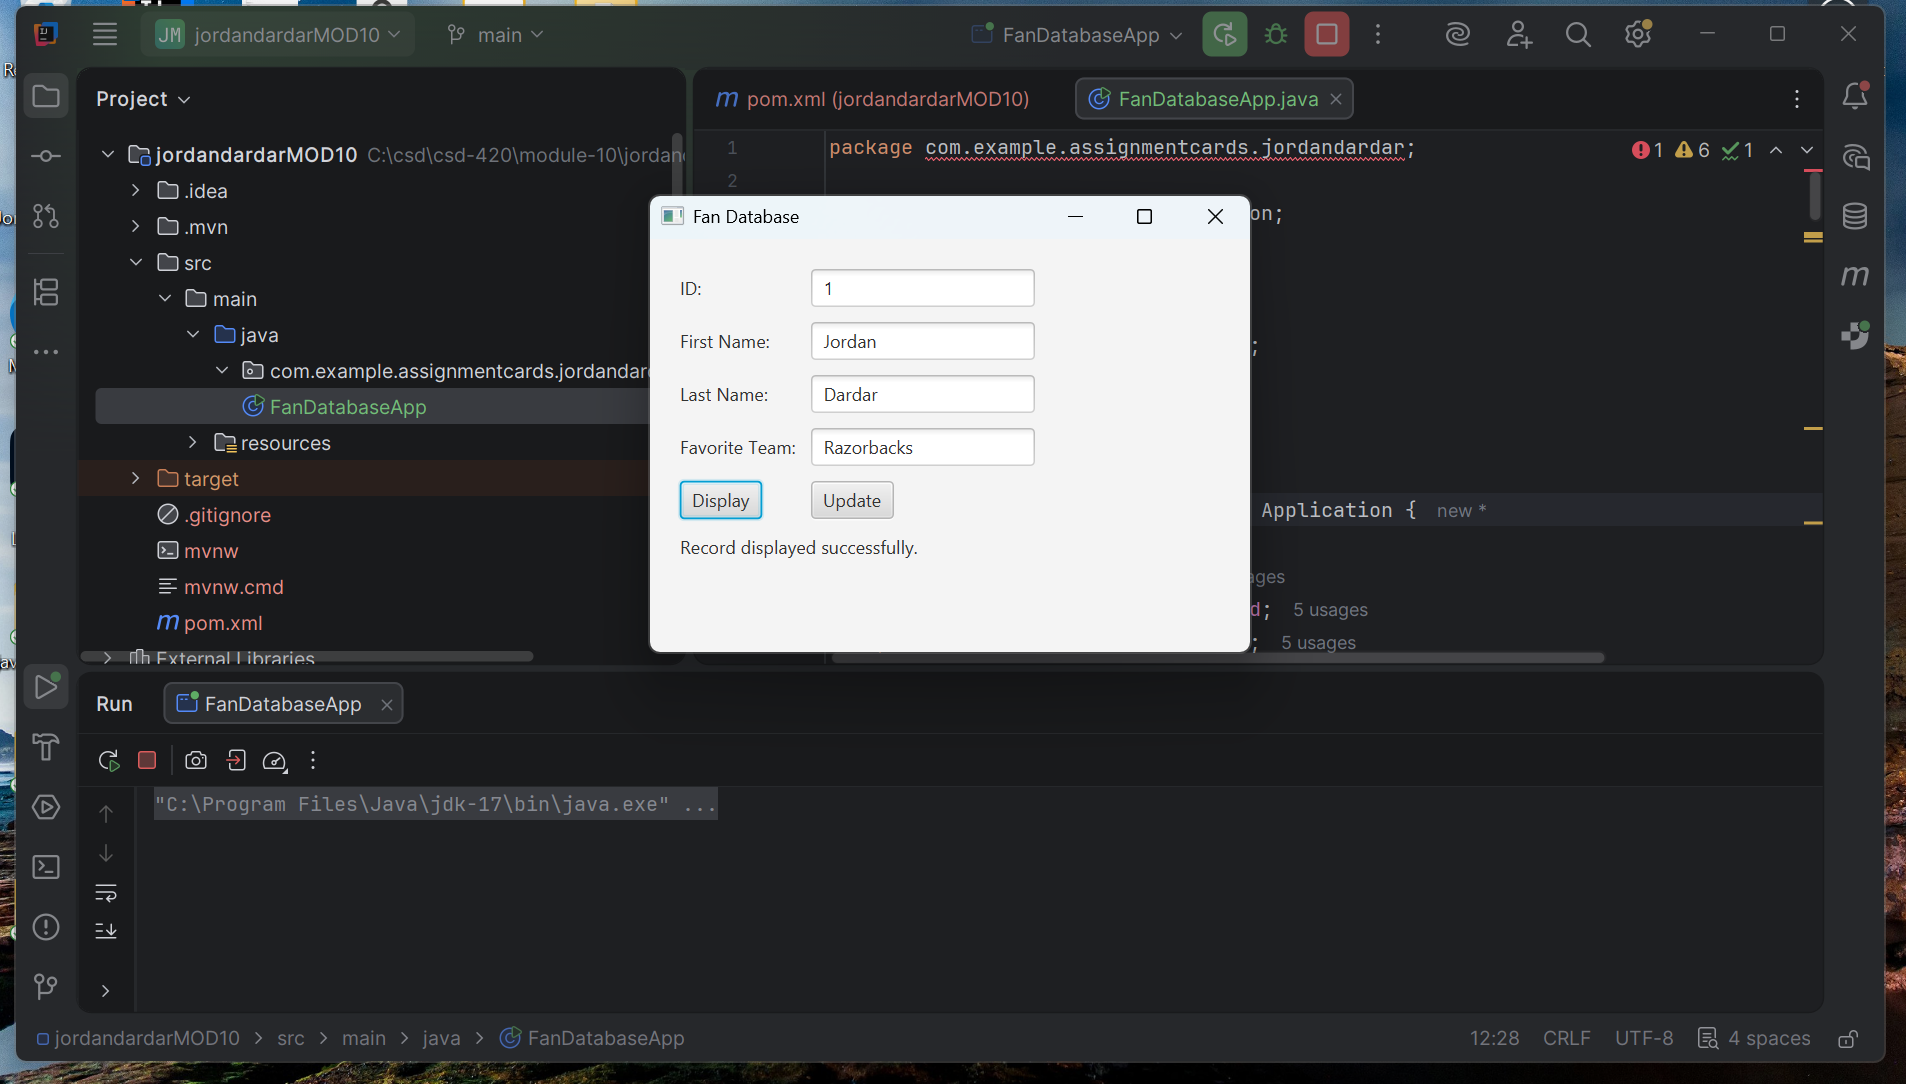 JM jordandardarMOD10 main FanDatabaseApp
Project
m pom.xml (jordandardarMOD10) FanDatabaseApp.java
jordandardarMOD10 C:\csd\csd-420\module-10\jordan
.idea
.mvn
src
main
java
com.example.assignmentcards.jordandar
FanDatabaseApp
resources
target
.gitignore
mvnw
mvnw.cmd
m pom.xml
External Libraries
1 package com.example.assignmentcards.jordandardar; 1 6 1
2
on;
;
Application { new *
ages
d; 5 usages
; 5 usages
Fan Database
ID: 1
First Name: Jordan
Last Name: Dardar
Favorite Team: Razorbacks
Display Update
Record displayed successfully.
m
Run FanDatabaseApp
"C:\Program Files\Java\jdk-17\bin\java.exe" ...
jordandardarMOD10 > src > main > java > FanDatabaseApp 12:28 CRLF UTF-8 4 spaces